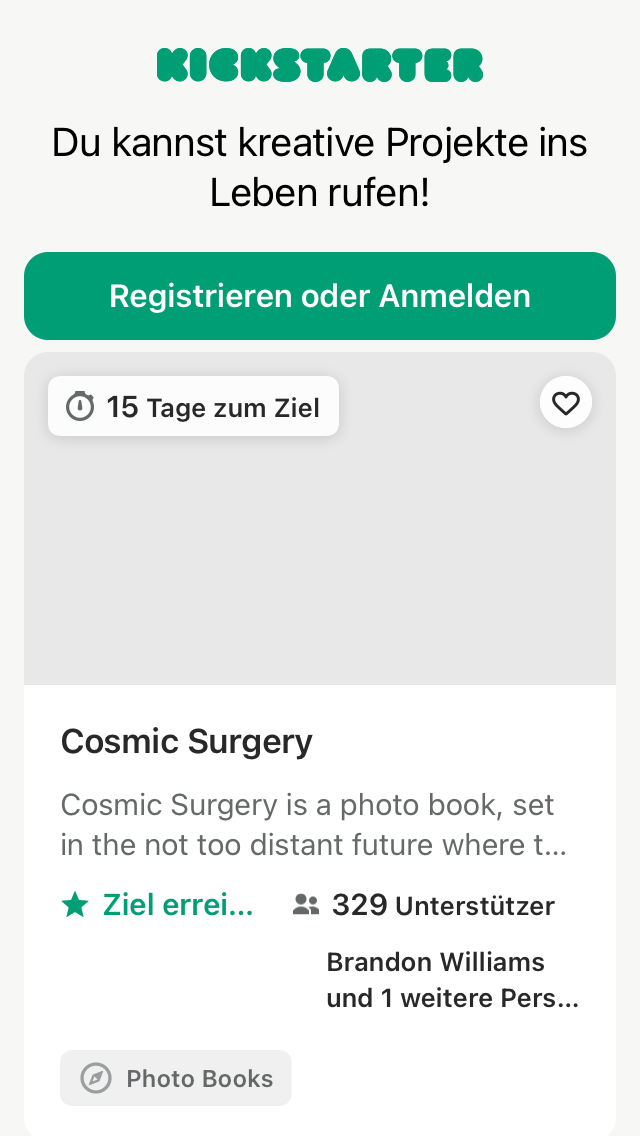 KICKSTARTER
Du kannst kreative Projekte ins
Leben rufen!
Registrieren oder Anmelden
15 Tage zum Ziel
Cosmic Surgery
Cosmic Surgery is a photo book, set
in the not too distant future where t...
Ziel errei...
329 Unterstützer
Brandon Williams
und 1 weitere Pers...
Photo Books